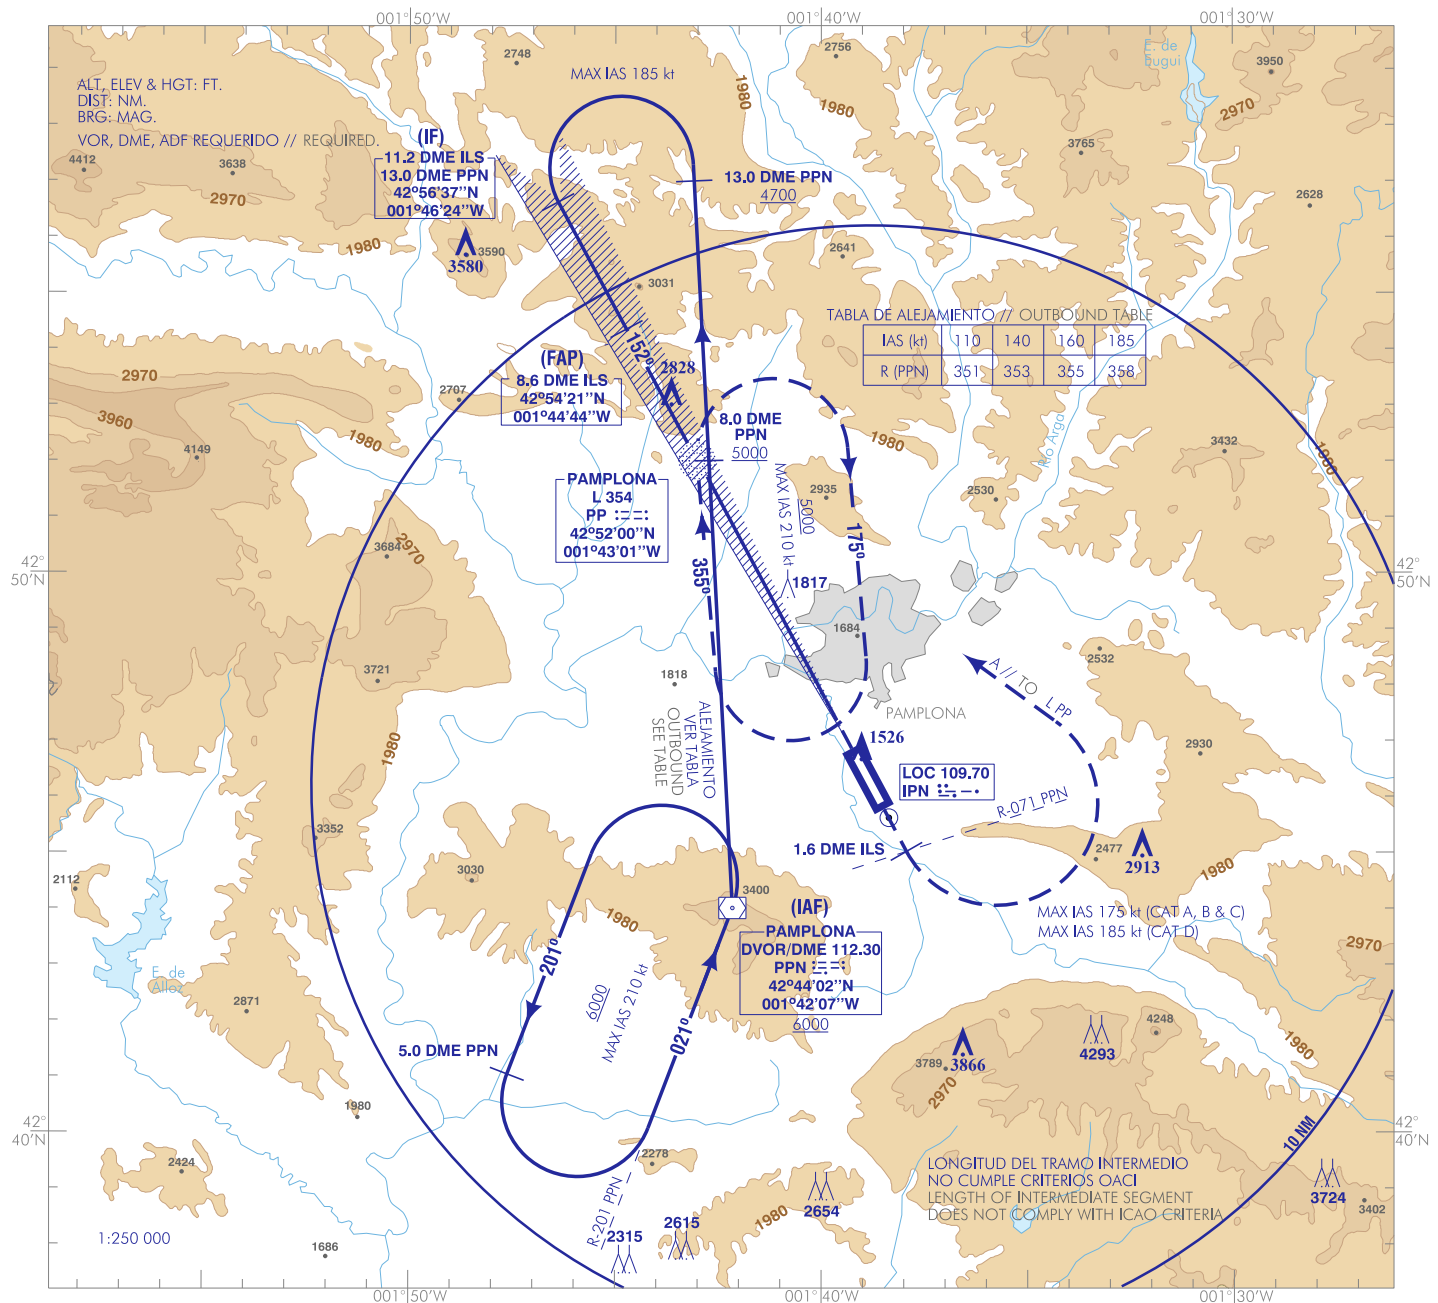 001°50'W
001°40'W
001°30'W
ALT, ELEV & HGT: FT.
DIST: NM.
BRG: MAG.
VOR, DME, ADF REQUERIDO // REQUIRED.
2748
MAX IAS 185 kt
1980
2756
1980
E. de
Eugui
3950
2970
4412
3638
2970
1980
(IF)
11.2 DME ILS
13.0 DME PPN
42°56'37''N
001°46'24''W
3590
3580
13.0 DME PPN
4700
3765
2628
2641
3031
TABLA DE ALEJAMIENTO // OUTBOUND TABLE
IAS (kt) 110 140 160 185
R (PPN) 351 353 355 358
152º
(FAP)
8.6 DME ILS
42°54'21''N
001°44'44''W
2828
2970
2707
3960
1980
4149
8.0 DME
PPN
5000
1980
Río Arga
3432
1980
PAMPLONA
L 354
PP
42°52'00''N
001°43'01''W
MAX IAS 210 kt
5000
2935
2530
175º
355º
3684
2970
42°
50'N
42°
50'N
1817
1684
3721
1818
2532
A // TO L PP
PAMPLONA
ALEJAMIENTO
VER TABLA
OUTBOUND
SEE TABLE
1980
1526
2930
LOC 109.70
IPN
R-071 PPN
3352
1.6 DME ILS
2477
2913
1980
2112
3030
3400
1980
(IAF)
PAMPLONA
DVOR/DME 112.30
PPN
42°44'02''N
001°42'07''W
6000
MAX IAS 175 kt (CAT A, B & C)
MAX IAS 185 kt (CAT D)
2970
E. de
Alloz
2871
201º
6000
MAX IAS 210 kt
021º
5.0 DME PPN
4248
4293
3789
3866
2970
1980
1980
42°
40'N
42°
40'N
10 NM
2424
2278
R-201 PPN
LONGITUD DEL TRAMO INTERMEDIO
NO CUMPLE CRITERIOS OACI
LENGTH OF INTERMEDIATE SEGMENT
DOES NOT COMPLY WITH ICAO CRITERIA
2654
1980
3724
3402
1:250 000
1686
2315
2615
001°50'W
001°40'W
001°30'W